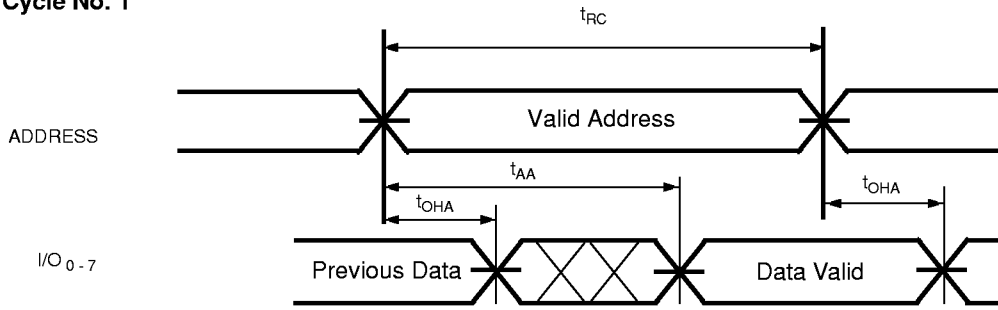 Cycle No. 1
tRC
ADDRESS
Valid Address
tAA
tOHA
tOHA
I/O 0 - 7
Previous Data
Data Valid